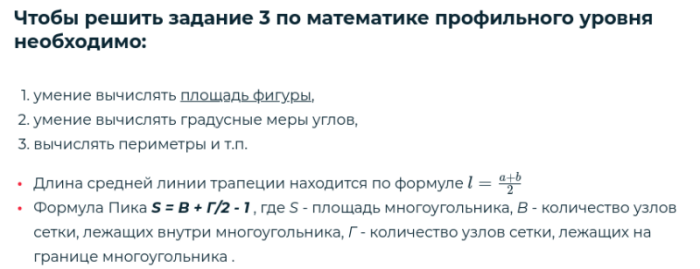 Чтобы решить задание 3 по математике профильного уровня
необходимо:
1. умение вычислять площадь фигуры,
2. умение вычислять градусные меры углов,
3. вычислять периметры и т.п.
• Длина средней линии трапеции находится по формуле l = (a+b)/2
• Формула Пика S = В + Г/2 - 1 , где S - площадь многоугольника, В - количество узлов
сетки, лежащих внутри многоугольника, Г - количество узлов сетки, лежащих на
границе многоугольника .